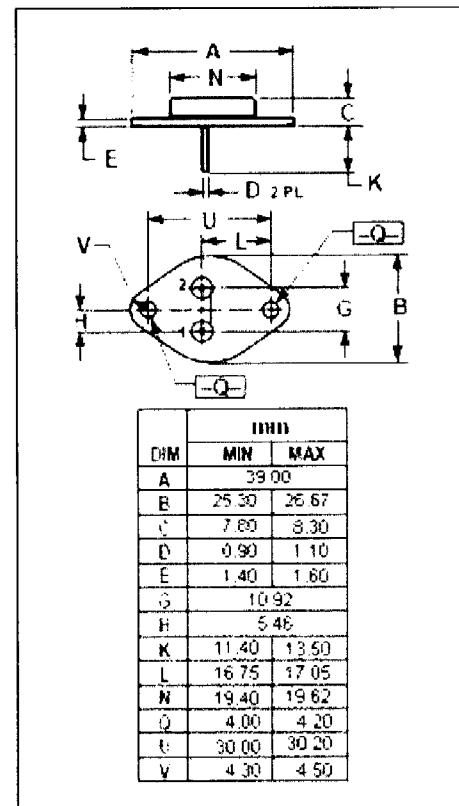 A
N
C
E
K
D 2 PL
U
L
V
-Q-
2
G
B
H
1
-Q-
mm
DIM MIN MAX
A 39.00
B 25.30 26.67
C 7.80 8.30
D 0.90 1.10
E 1.40 1.60
G 10.92
H 5.46
K 11.40 13.50
L 16.75 17.05
N 19.40 19.62
Q 4.00 4.20
U 30.00 30.20
V 4.30 4.50